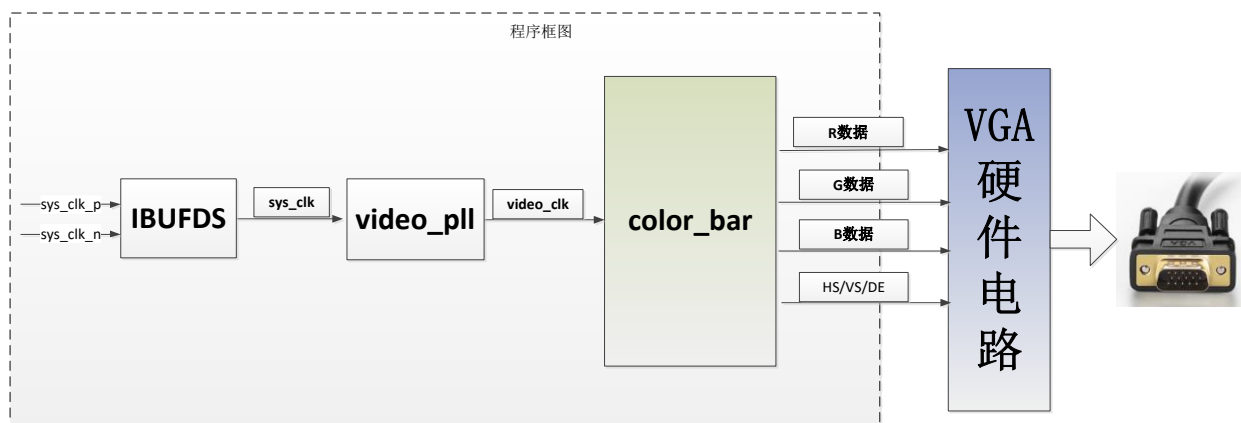 程序框图
sys_clk_p
sys_clk_n
IBUFDS
sys_clk
video_pll
video_clk
color_bar
R数据
G数据
B数据
HS/VS/DE
VGA
硬
件
电
路
VGA